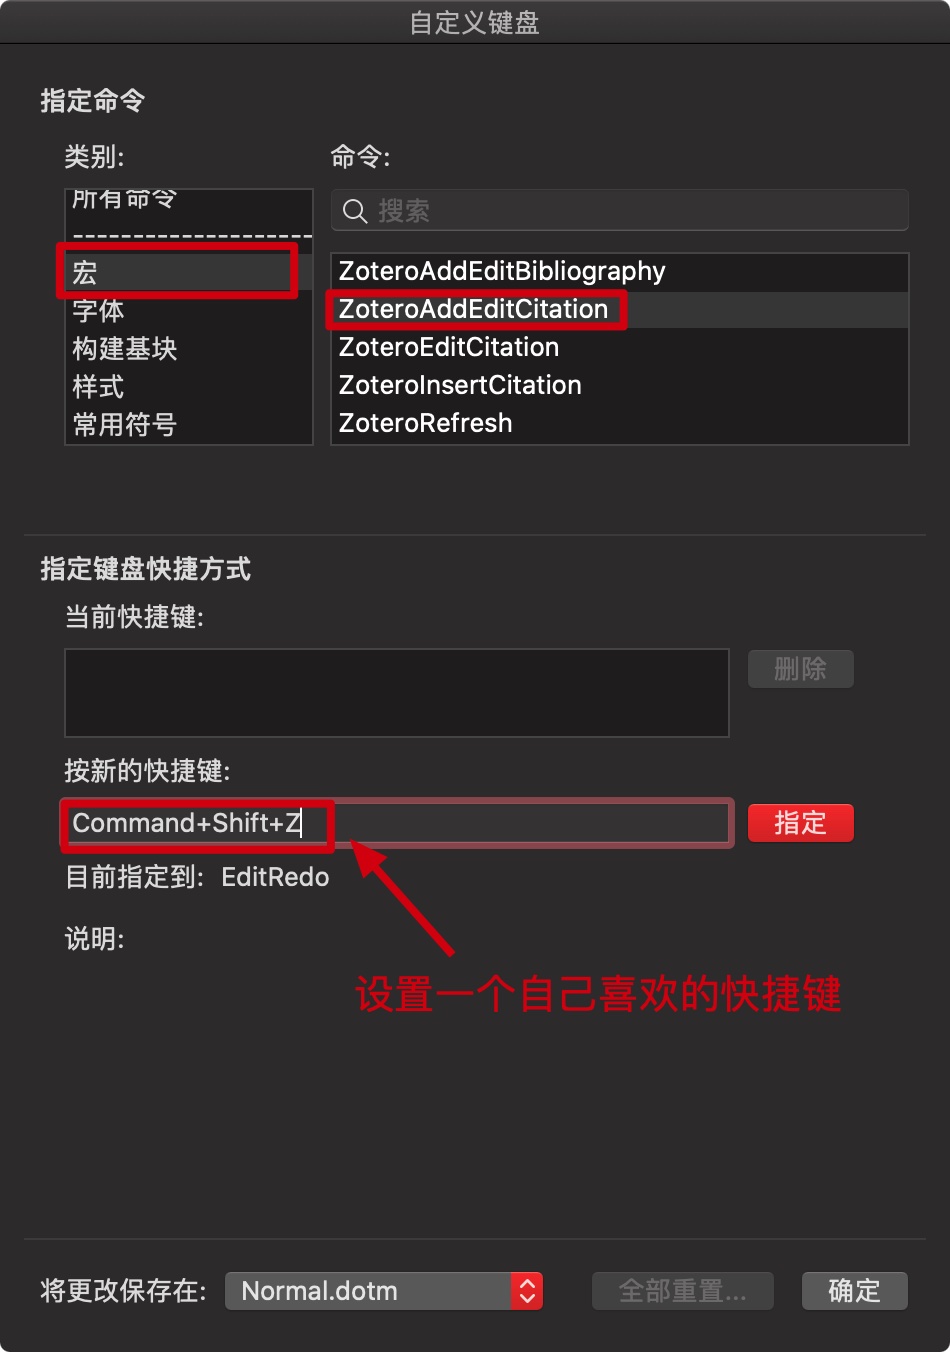 自定义键盘
指定命令
类别:
命令:
所有命令
搜索
宏
字体
构建基块
样式
常用符号
ZoteroAddEditBibliography
ZoteroAddEditCitation
ZoteroEditCitation
ZoteroInsertCitation
ZoteroRefresh
指定键盘快捷方式
当前快捷键:
删除
按新的快捷键:
Command+Shift+Z
指定
目前指定到: EditRedo
说明:
设置一个自己喜欢的快捷键
将更改保存在: Normal.dotm
全部重置...
确定